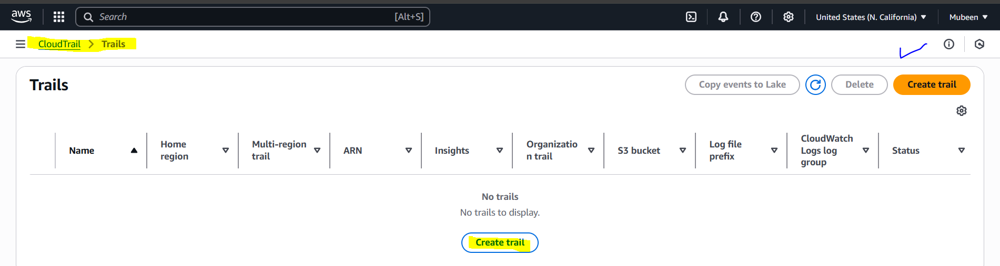 aws
Search [Alt+S]
United States (N. California)
Mubeen
CloudTrail > Trails
Trails
Copy events to Lake
Delete
Create trail
Name
Home
region
Multi-region
trail
ARN
Insights
Organizatio
n trail
S3 bucket
Log file
prefix
CloudWatch
Logs log
group
Status
No trails
No trails to display.
Create trail